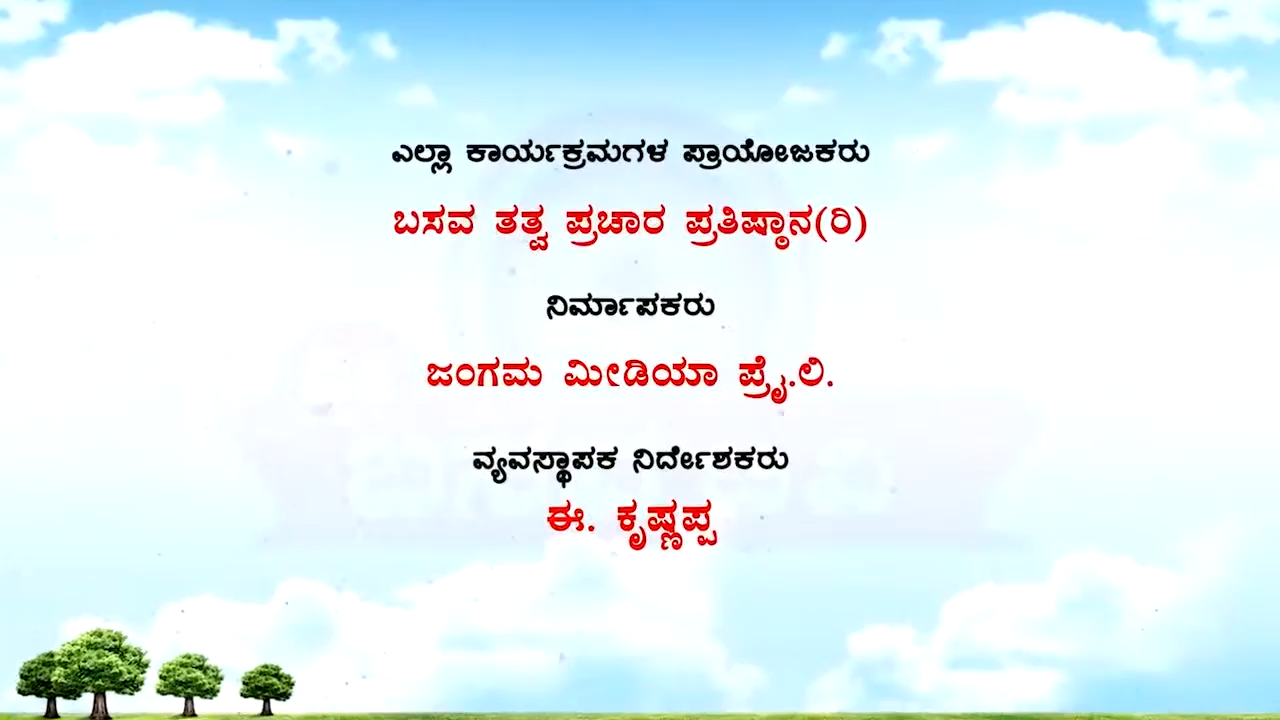 ಎಲ್ಲಾ ಕಾರ್ಯಕ್ರಮಗಳ ಪ್ರಾಯೋಜಕರು
ಬಸವ ತತ್ವ ಪ್ರಚಾರ ಪ್ರತಿಷ್ಠಾನ(ರಿ)
ನಿರ್ಮಾಪಕರು
ಜಂಗಮ ಮೀಡಿಯಾ ಪ್ರೈ.ಲಿ.
ವ್ಯವಸ್ಥಾಪಕ ನಿರ್ದೇಶಕರು
ಈ. ಕೃಷ್ಣಪ್ಪ